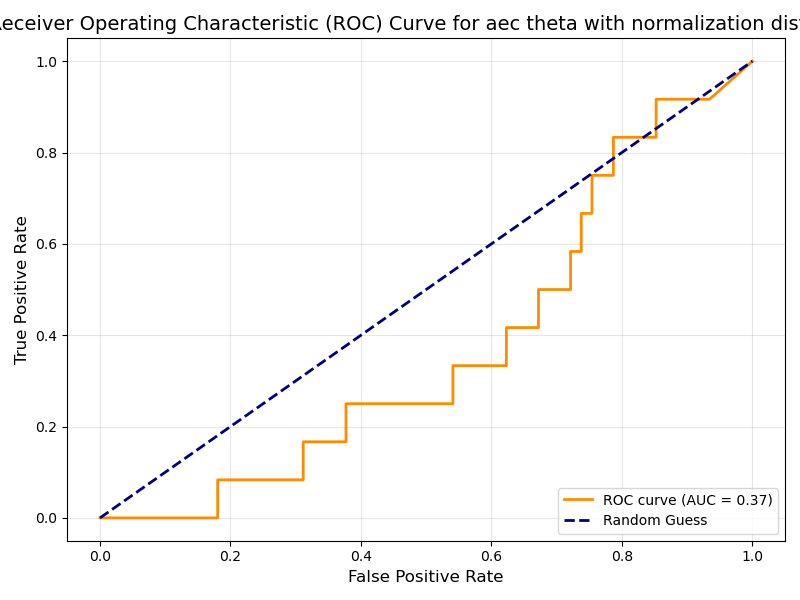 eceiver Operating Characteristic (ROC) Curve for aec theta with normalization dis
1.0
0.8
0.6
0.4
0.2
0.0
True Positive Rate
0.0
0.2
0.4
0.6
0.8
1.0
False Positive Rate
ROC curve (AUC = 0.37)
Random Guess